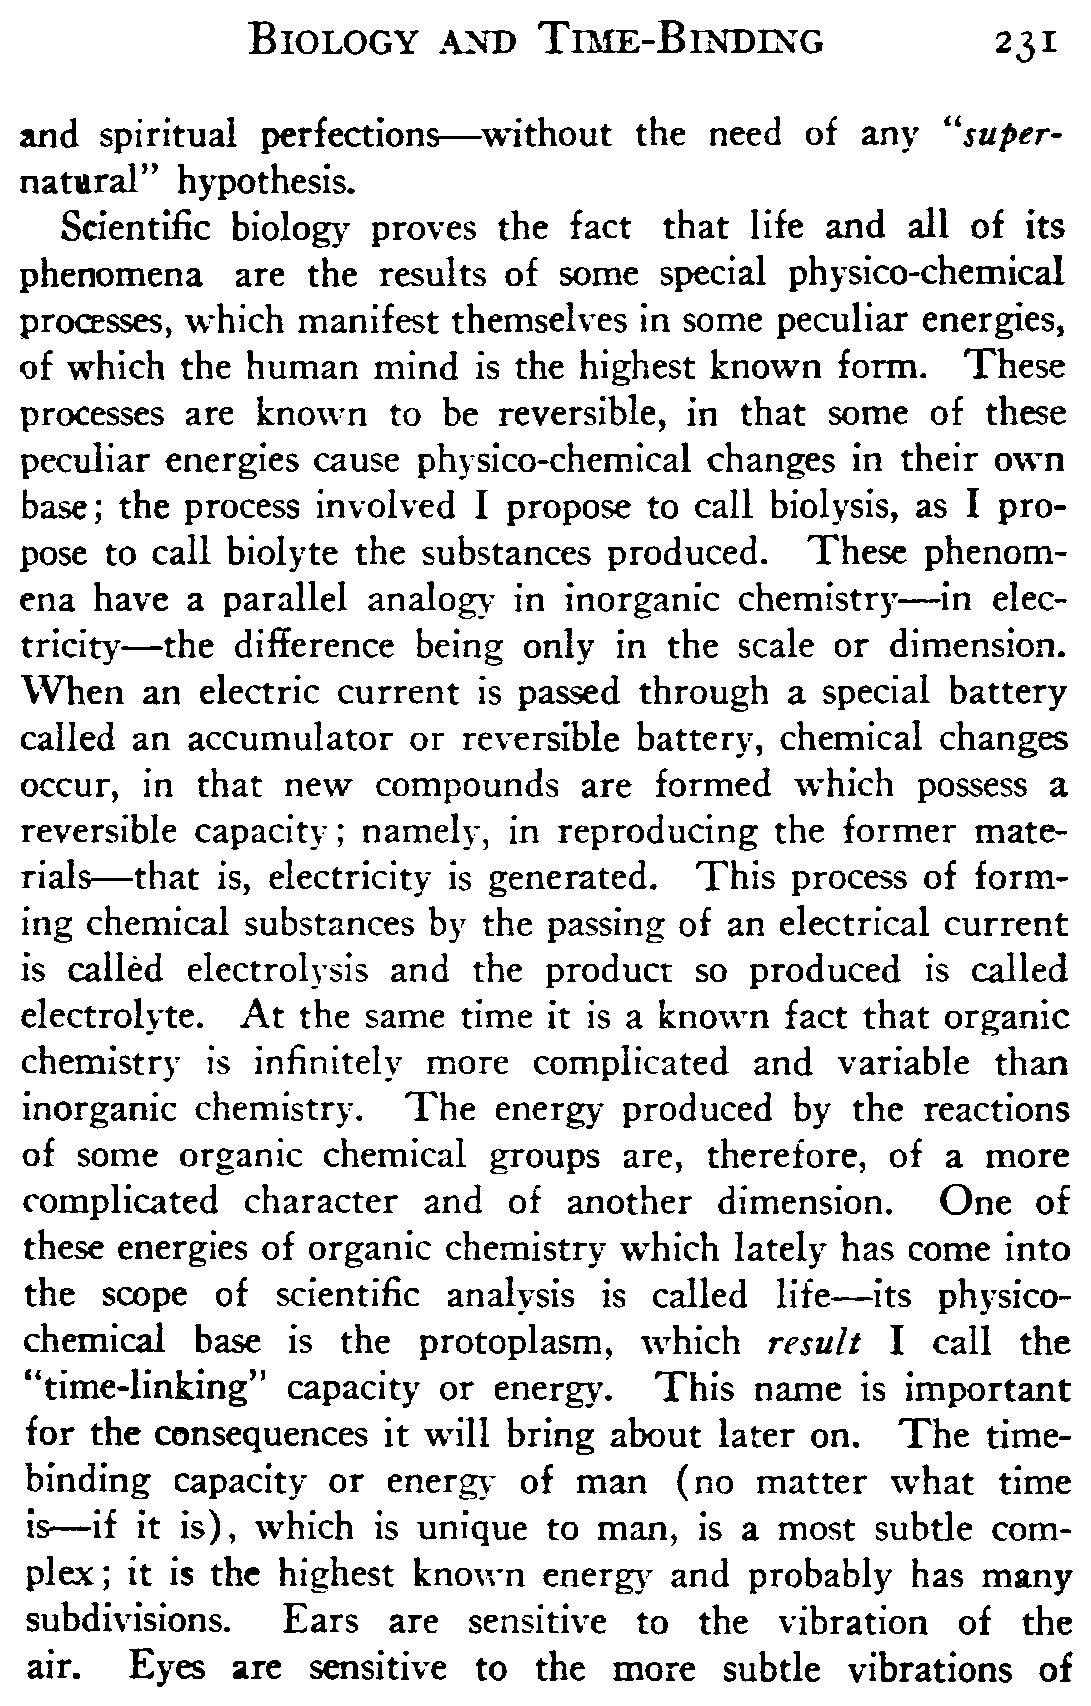 Biology and Time-Binding 231
and spiritual perfections—without the need of any “super-
natural” hypothesis.
Scientific biology proves the fact that life and all of its
phenomena are the results of some special physico-chemical
processes, which manifest themselves in some peculiar energies,
of which the human mind is the highest known form. These
processes are known to be reversible, in that some of these
peculiar energies cause physico-chemical changes in their own
base; the process involved I propose to call biolysis, as I pro-
pose to call biolyte the substances produced. These phenom-
ena have a parallel analogy in inorganic chemistry—in elec-
tricity—the difference being only in the scale or dimension.
When an electric current is passed through a special battery
called an accumulator or reversible battery, chemical changes
occur, in that new compounds are formed which possess a
reversible capacity; namely, in reproducing the former mate-
rials—that is, electricity is generated. This process of form-
ing chemical substances by the passing of an electrical current
is called electrolysis and the product so produced is called
electrolyte. At the same time it is a known fact that organic
chemistry is infinitely more complicated and variable than
inorganic chemistry. The energy produced by the reactions
of some organic chemical groups are, therefore, of a more
complicated character and of another dimension. One of
these energies of organic chemistry which lately has come into
the scope of scientific analysis is called life—its physico-
chemical base is the protoplasm, which result I call the
“time-linking” capacity or energy. This name is important
for the consequences it will bring about later on. The time-
binding capacity or energy of man (no matter what time
is—if it is), which is unique to man, is a most subtle com-
plex; it is the highest known energy and probably has many
subdivisions. Ears are sensitive to the vibration of the
air. Eyes are sensitive to the more subtle vibrations of